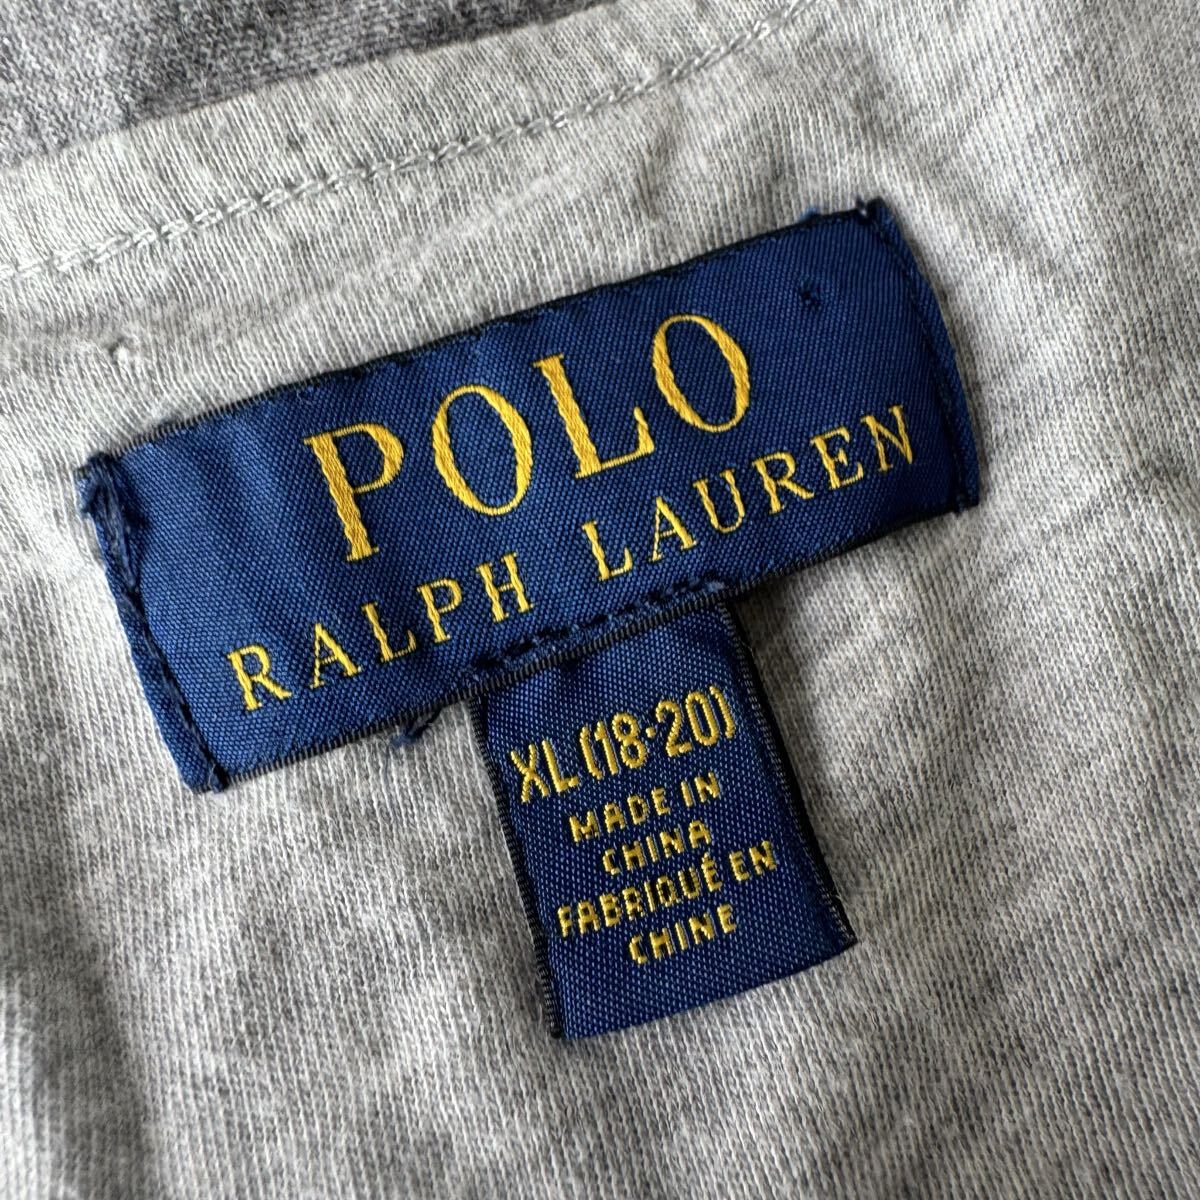 POLO
RALPH LAUREN
XL (18-20)
MADE IN
CHINA
FABRIQUÉ EN
CHINE